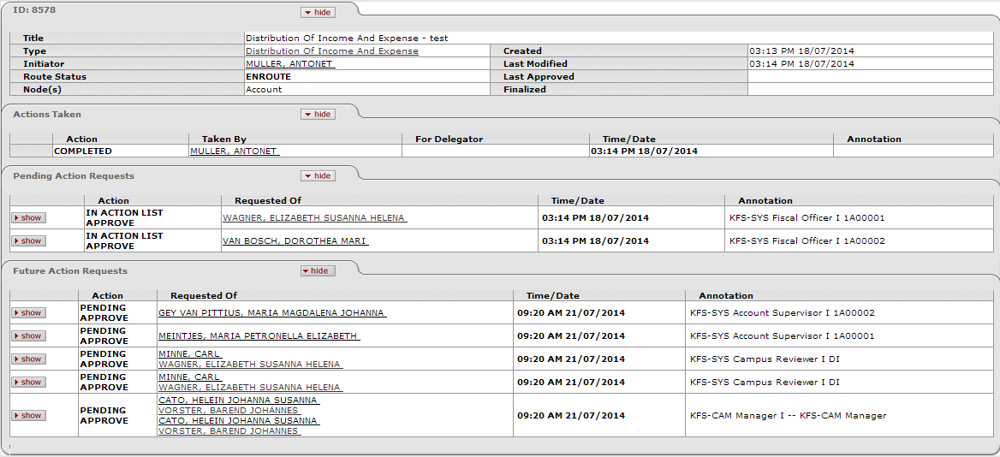 ID: 8578 hide
Title Distribution Of Income And Expense - test
Type Distribution Of Income And Expense Created 03:13 PM 18/07/2014
Initiator MULLER, ANTONET Last Modified 03:14 PM 18/07/2014
Route Status ENROUTE Last Approved
Node(s) Account Finalized
Actions Taken hide
Action Taken By For Delegator Time/Date Annotation
COMPLETED MULLER, ANTONET 03:14 PM 18/07/2014
Pending Action Requests hide
Action Requested Of Time/Date Annotation
show IN ACTION LIST APPROVE WAGNER, ELIZABETH SUSANNA HELENA 03:14 PM 18/07/2014 KFS-SYS Fiscal Officer I 1A00001
show IN ACTION LIST APPROVE VAN BOSCH, DOROTHEA MARI 03:14 PM 18/07/2014 KFS-SYS Fiscal Officer I 1A00002
Future Action Requests hide
Action Requested Of Time/Date Annotation
show PENDING APPROVE GEY VAN PITTIUS, MARIA MAGDALENA JOHANNA 09:20 AM 21/07/2014 KFS-SYS Account Supervisor I 1A00002
show PENDING APPROVE MEINTJES, MARIA PETRONELLA ELIZABETH 09:20 AM 21/07/2014 KFS-SYS Account Supervisor I 1A00001
show PENDING APPROVE MINNE, CARL
WAGNER, ELIZABETH SUSANNA HELENA 09:20 AM 21/07/2014 KFS-SYS Campus Reviewer I DI
show PENDING APPROVE MINNE, CARL
WAGNER, ELIZABETH SUSANNA HELENA 09:20 AM 21/07/2014 KFS-SYS Campus Reviewer I DI
show PENDING APPROVE CATO, HELEIN JOHANNA SUSANNA
VORSTER, BAREND JOHANNES
CATO, HELEIN JOHANNA SUSANNA
VORSTER, BAREND JOHANNES 09:20 AM 21/07/2014 KFS-CAM Manager I -- KFS-CAM Manager